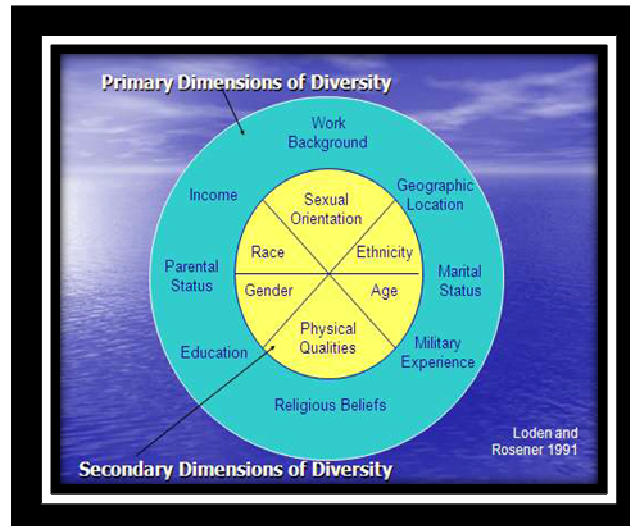 Primary Dimensions of Diversity
Work
Background
Income
Sexual
Orientation
Geographic
Location
Race
Ethnicity
Parental
Status
Gender
Age
Marital
Status
Physical
Qualities
Education
Military
Experience
Religious Beliefs
Loden and
Rosener 1991
Secondary Dimensions of Diversity